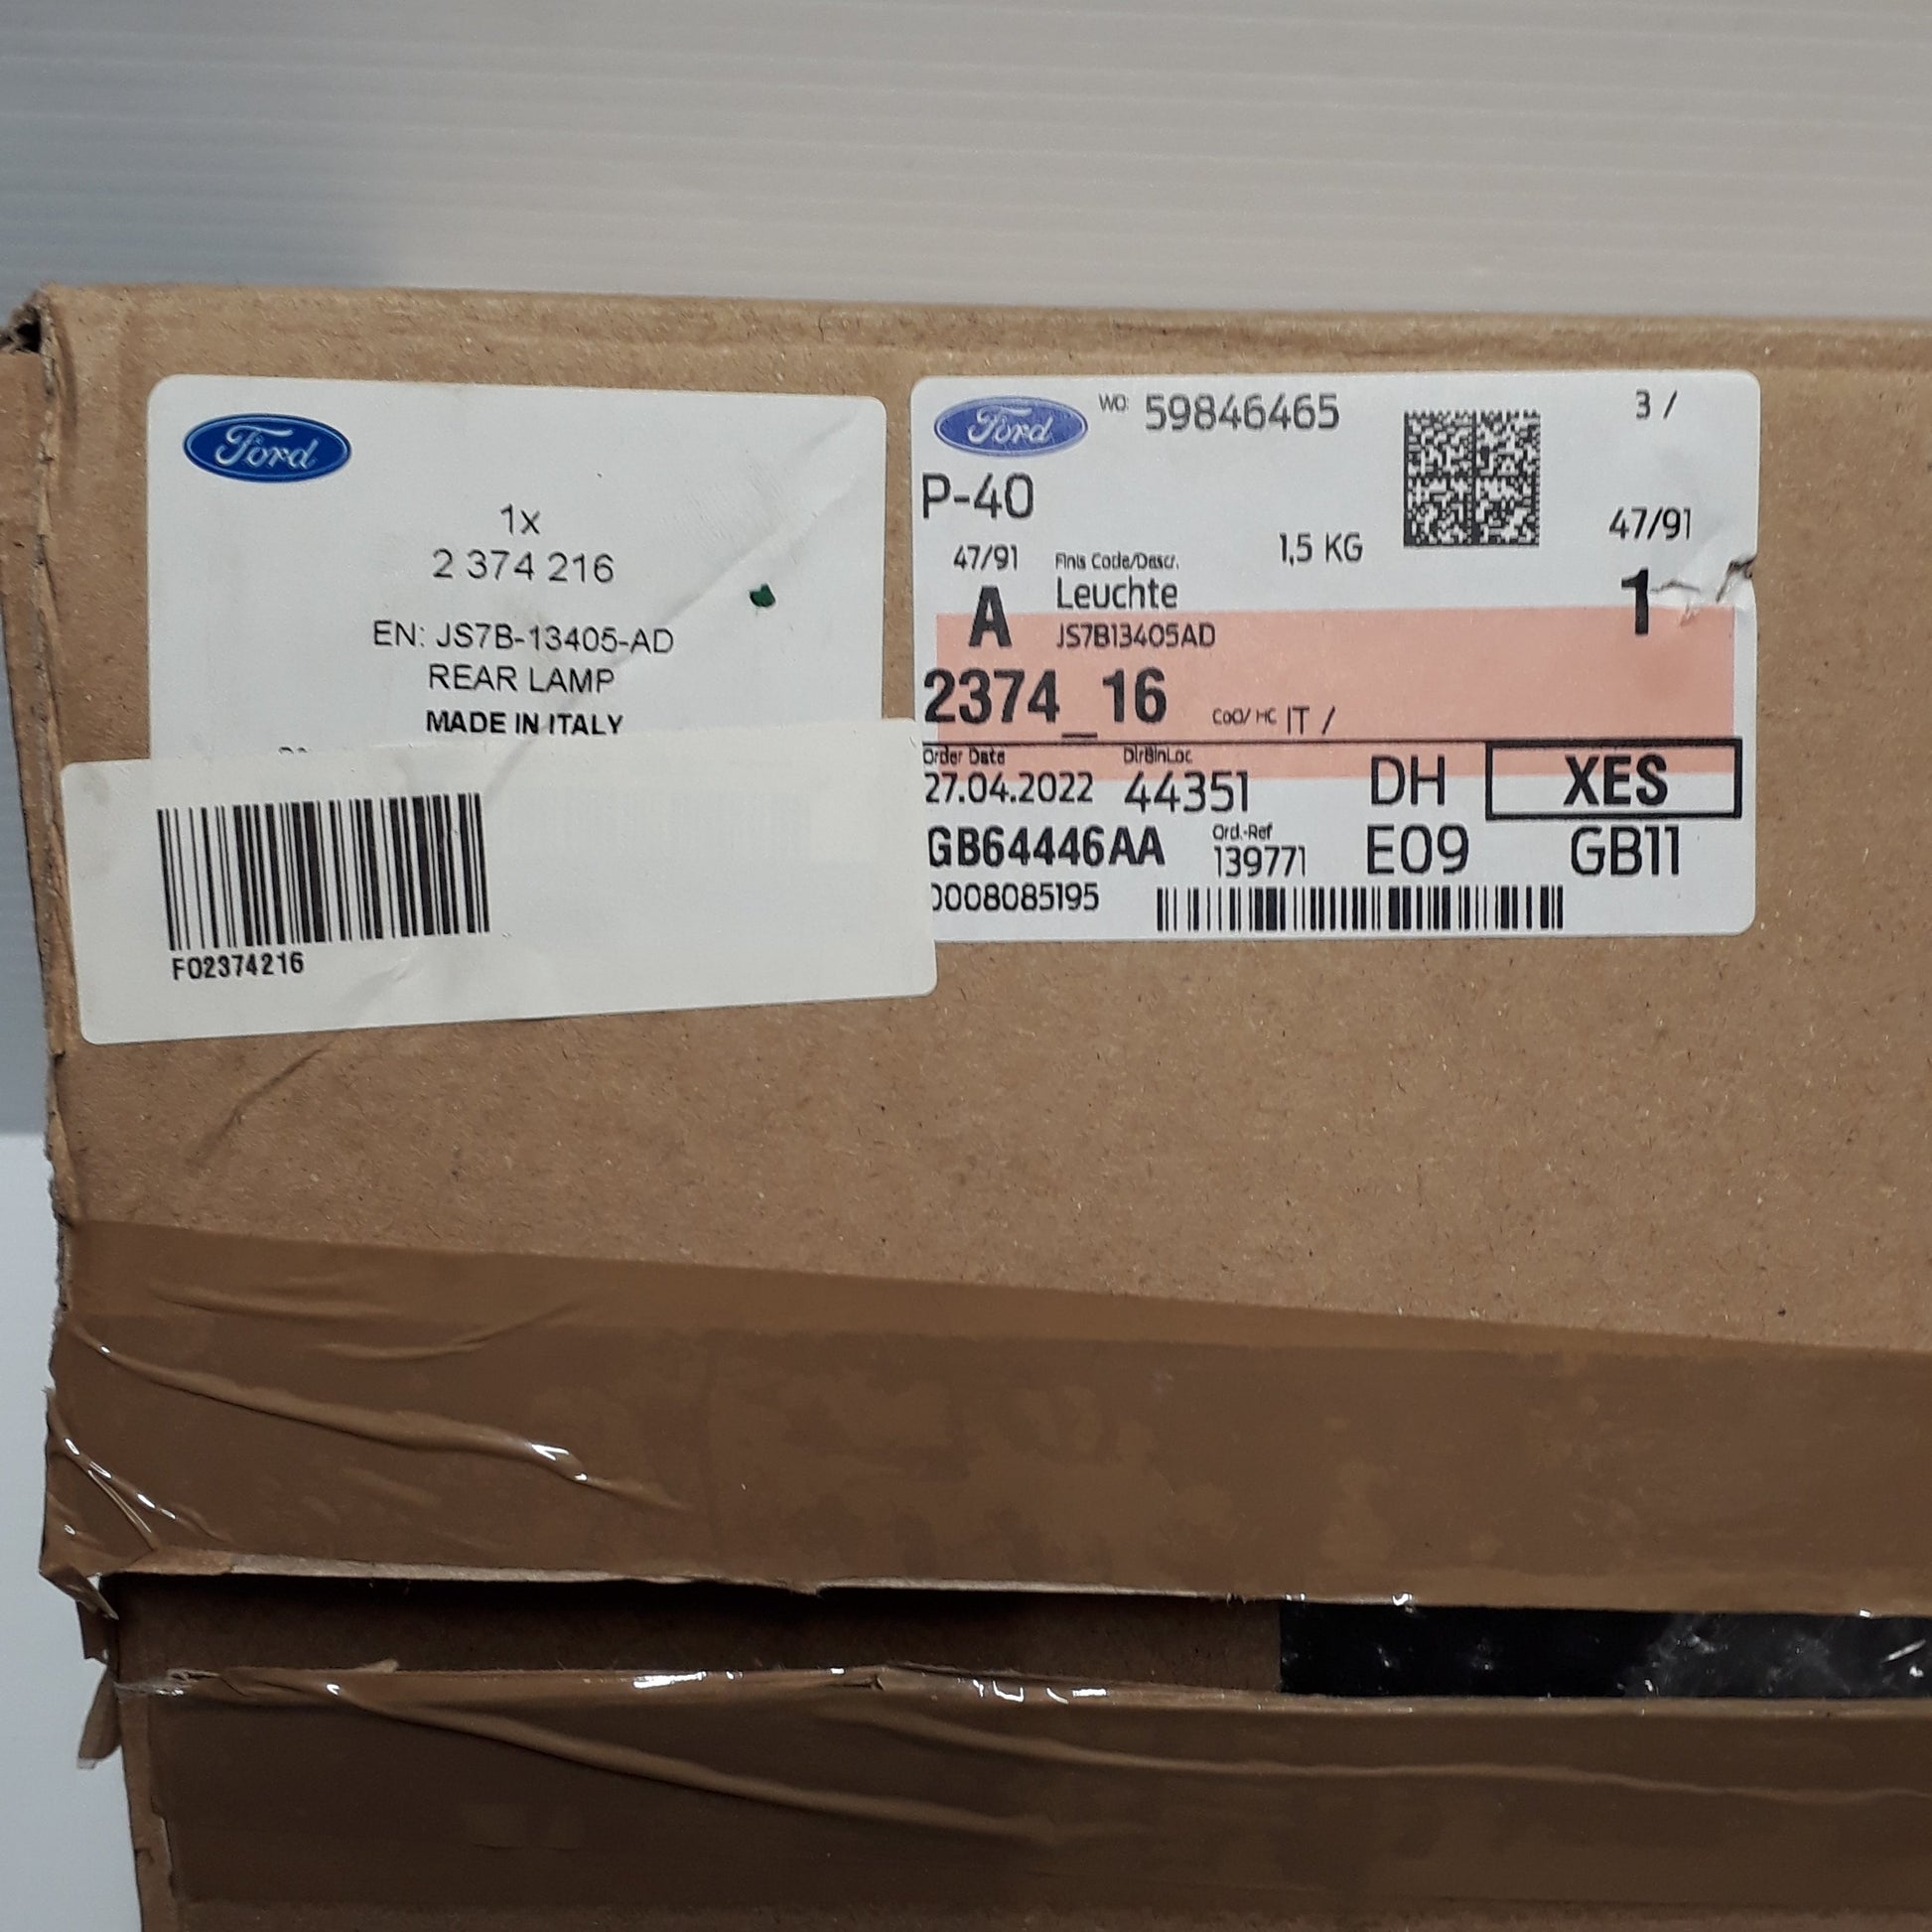 Ford
1x
2 374 216
EN: JS7B-13405-AD
REAR LAMP
MADE IN ITALY
F02374216
Ford
WO: 59846465
3 /
P-40
47/91
47/91
Finis Code/Descr.
1,5 KG
A
Leuchte
1
JS7B13405AD
2374_16
CoO/ HC IT /
Order Date
DirBinLoc
27.04.2022
44351
DH
XES
GB64446AA
Ord.-Ref
139771
E09
GB11
0008085195